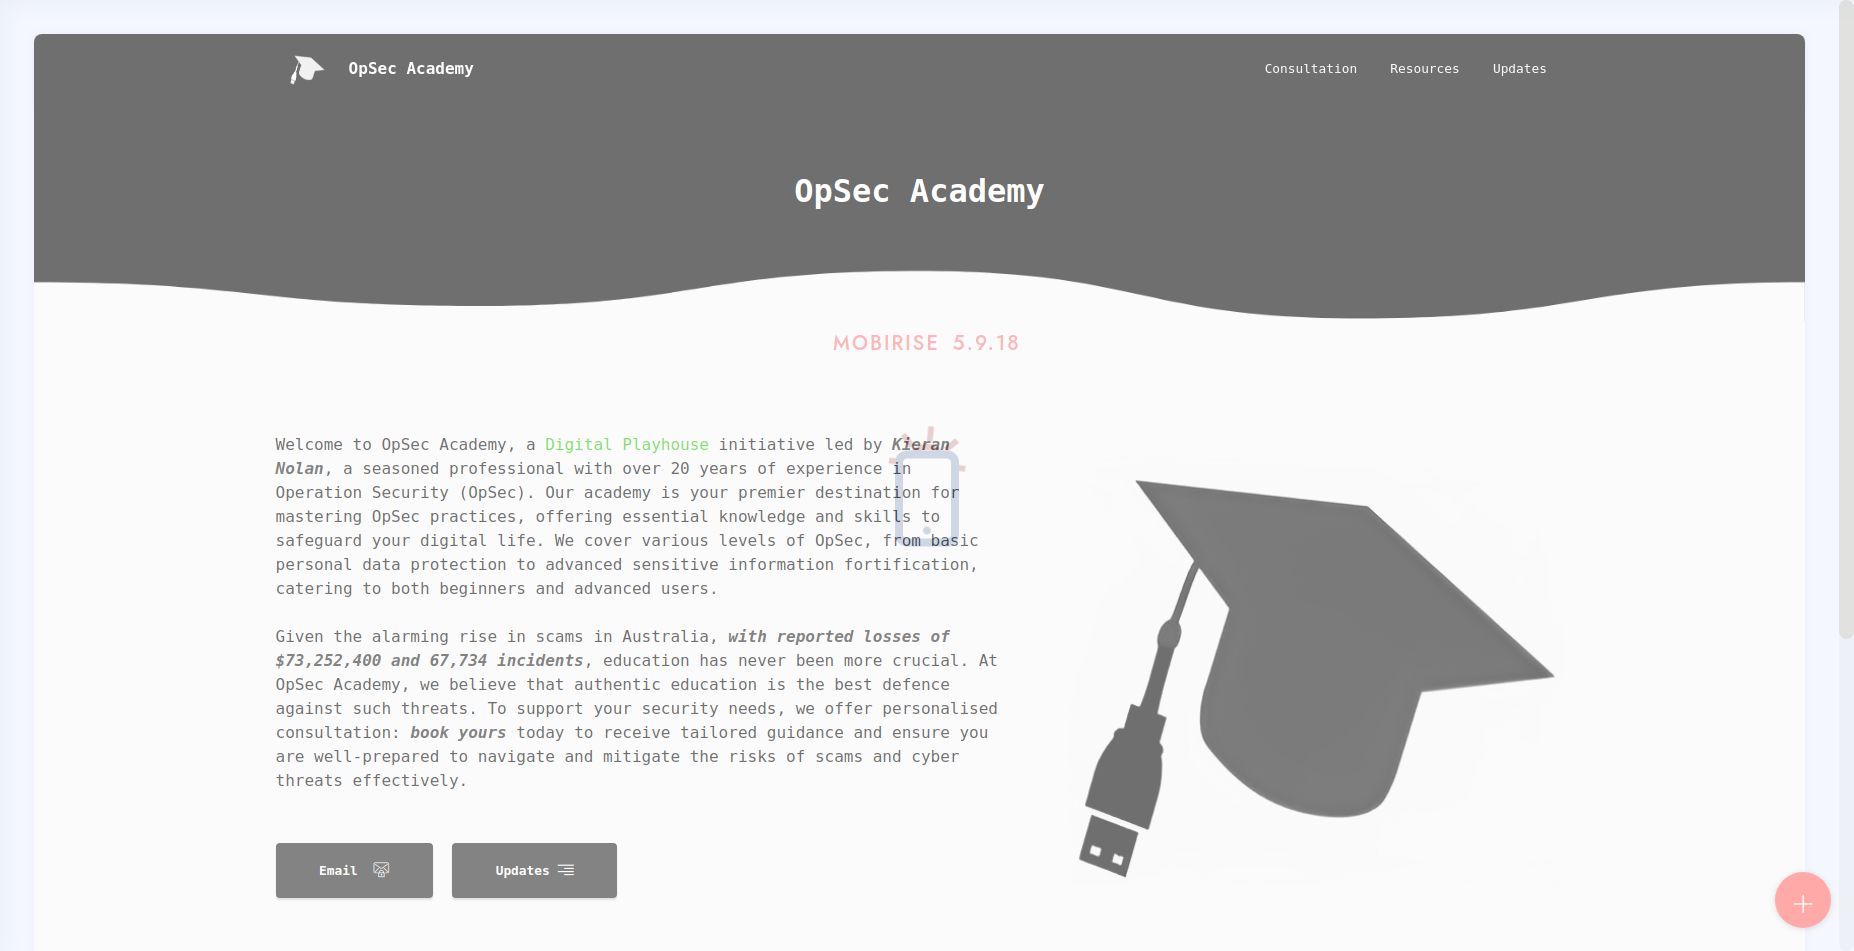 OpSec Academy
Consultation
Resources
Updates
OpSec Academy
MOBIRISE 5.9.18
Welcome to OpSec Academy, a Digital Playhouse initiative led by Kieran
Nolan, a seasoned professional with over 20 years of experience in
Operation Security (OpSec). Our academy is your premier destination for
mastering OpSec practices, offering essential knowledge and skills to
safeguard your digital life. We cover various levels of OpSec, from basic
personal data protection to advanced sensitive information fortification,
catering to both beginners and advanced users.
Given the alarming rise in scams in Australia, with reported losses of
$73,252,400 and 67,734 incidents, education has never been more crucial. At
OpSec Academy, we believe that authentic education is the best defence
against such threats. To support your security needs, we offer personalised
consultation: book yours today to receive tailored guidance and ensure you
are well-prepared to navigate and mitigate the risks of scams and cyber
threats effectively.
Email
Updates